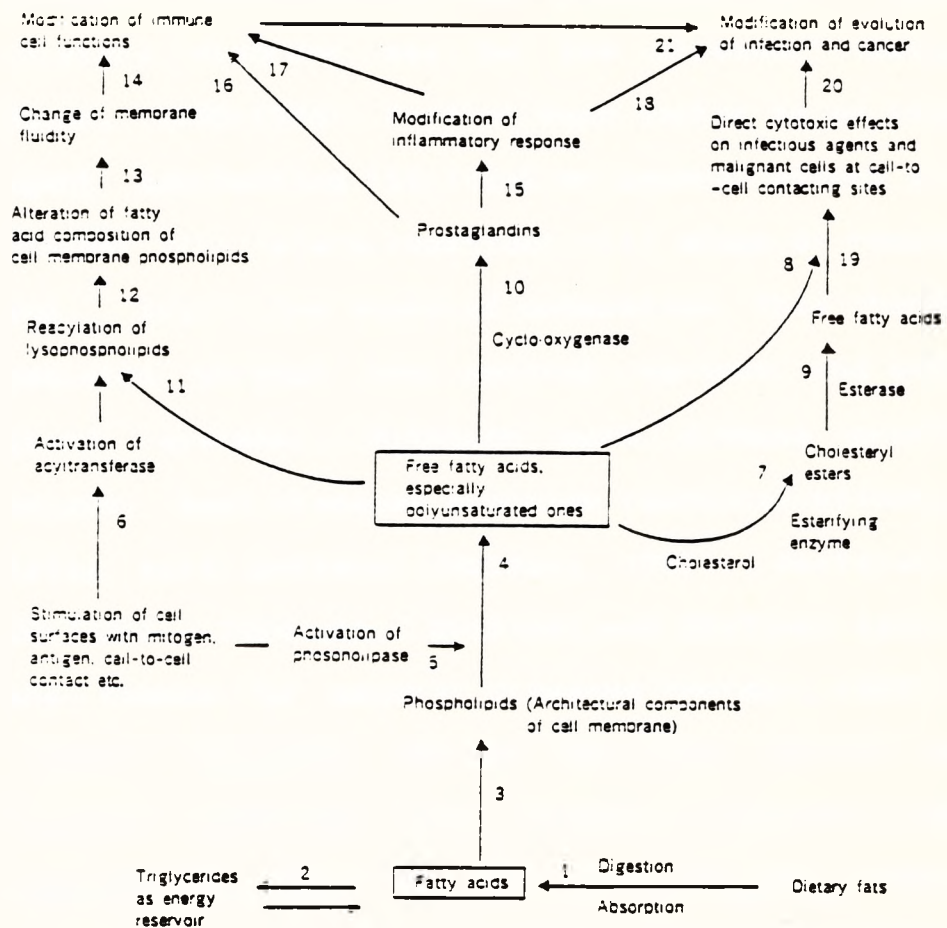 Modification of immune
cell functions
21
Modification of evolution
of infection and cancer
14
16
17
18
20
Change of membrane
fluidity
Modification of
inflammatory response
Direct cytotoxic effects
on infectious agents and
malignant cells at cell-to
-cell contacting sites
13
15
Alteration of fatty
acid composition of
cell membrane phospholipids
Prostaglandins
8
19
12
10
Reacylation of
lysophospholipids
Free fatty acids
Cyclo-oxygenase
11
9
Esterase
Activation of
acyltransferase
Free fatty acids,
especially
polyunsaturated ones
Cholesteryl
esters
7
6
Esterifying
enzyme
Cholesterol
4
Stimulation of cell
surfaces with mitogen,
antigen, cell-to-cell
contact etc.
Activation of
phospholipase
5
Phospholipids (Architectural components
of cell membrane)
3
Triglycerides
as energy
reservoir
2
Fatty acids
1
Digestion
Absorption
Dietary fats